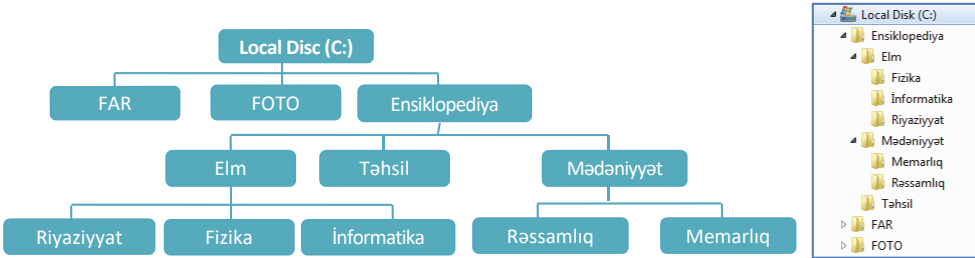 Local Disc (C:)
FAR
FOTO
Ensiklopediya
Elm
Təhsil
Mədəniyyət
Riyaziyyat
Fizika
İnformatika
Rəssamlıq
Memarlıq
Local Disk (C:)
Ensiklopediya
Elm
Fizika
İnformatika
Riyaziyyat
Mədəniyyət
Memarlıq
Rəssamlıq
Təhsil
FAR
FOTO